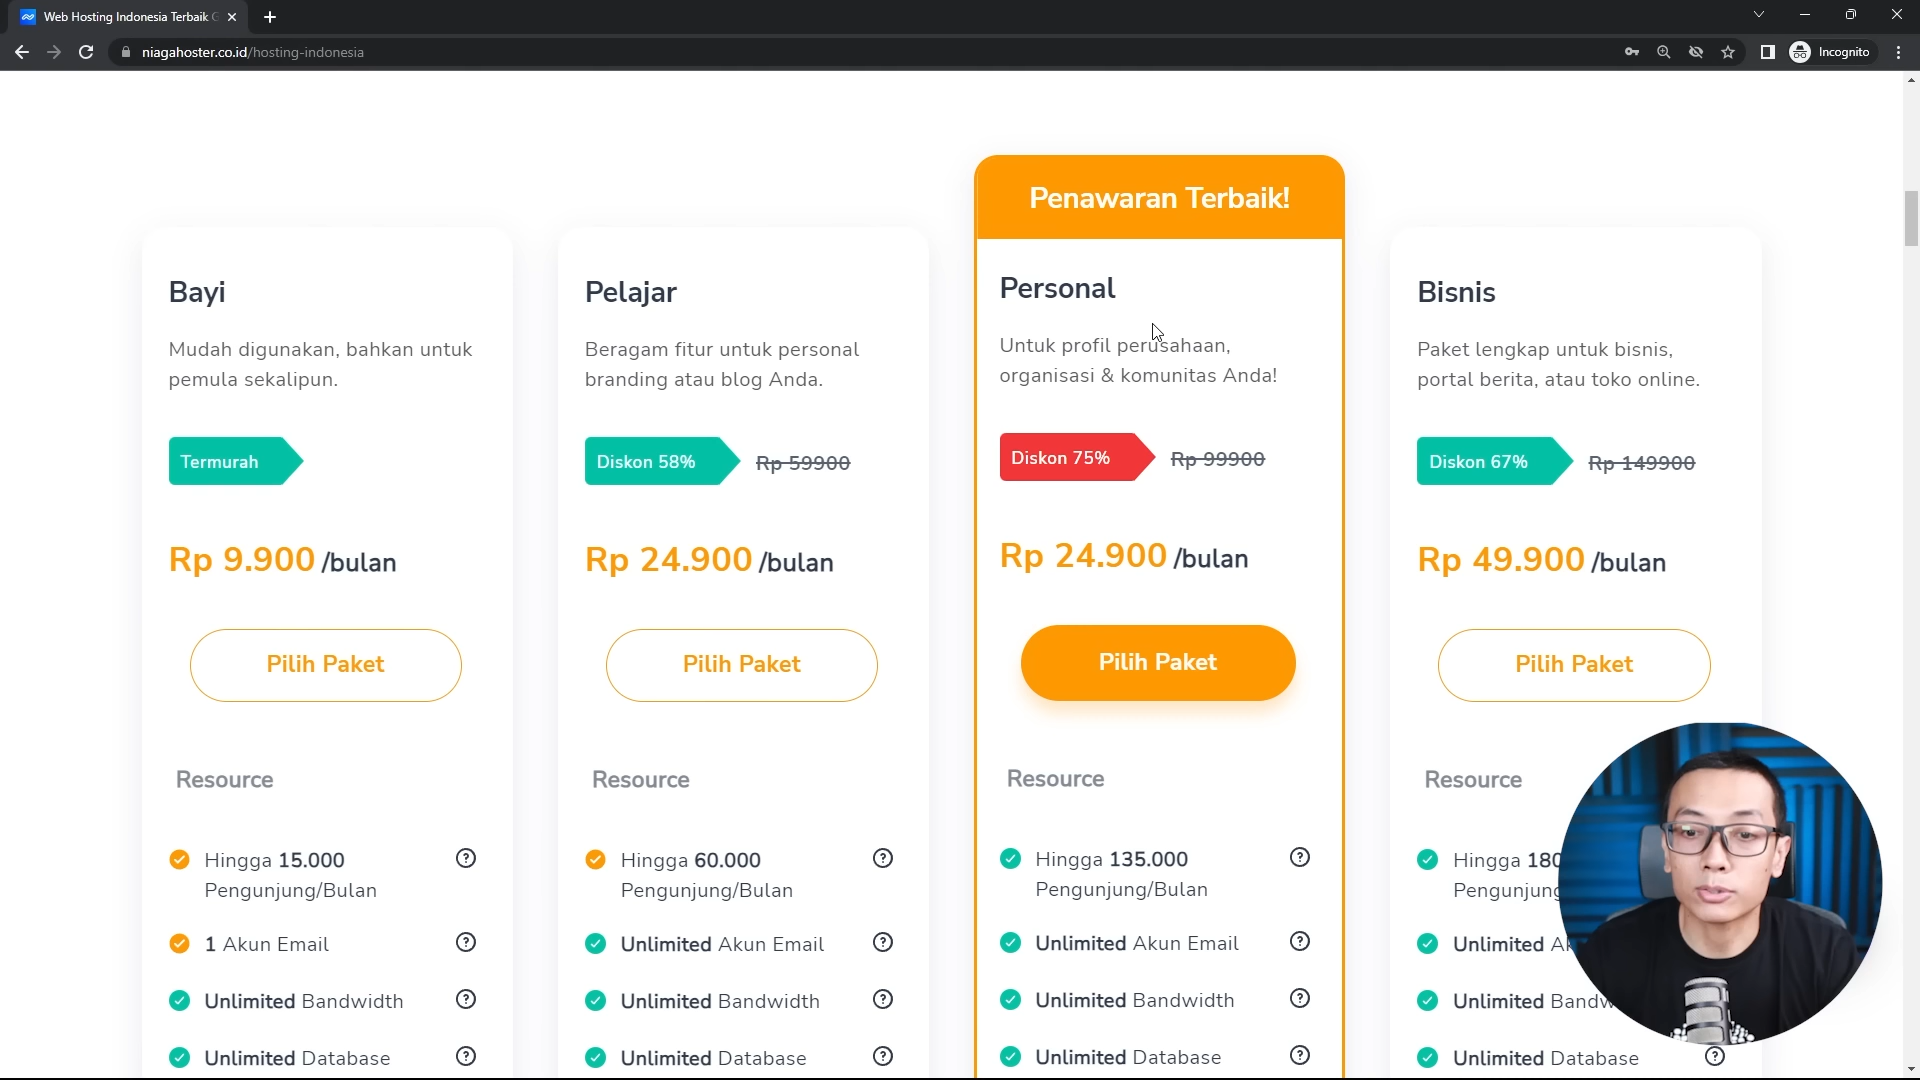 Web Hosting Indonesia Terbaik
niagahoster.co.id/hosting-indonesia
Incognito
Penawaran Terbaik!
Bayi
Mudah digunakan, bahkan untuk
pemula sekalipun.
Termurah
Rp 9.900 /bulan
Pilih Paket
Resource
Hingga 15.000
Pengunjung/Bulan
1 Akun Email
Unlimited Bandwidth
Unlimited Database
Pelajar
Beragam fitur untuk personal
branding atau blog Anda.
Diskon 58% Rp 59900
Rp 24.900 /bulan
Pilih Paket
Resource
Hingga 60.000
Pengunjung/Bulan
Unlimited Akun Email
Unlimited Bandwidth
Unlimited Database
Personal
Untuk profil perusahaan,
organisasi & komunitas Anda!
Diskon 75% Rp 99900
Rp 24.900 /bulan
Pilih Paket
Resource
Hingga 135.000
Pengunjung/Bulan
Unlimited Akun Email
Unlimited Bandwidth
Unlimited Database
Bisnis
Paket lengkap untuk bisnis,
portal berita, atau toko online.
Diskon 67% Rp 149900
Rp 49.900 /bulan
Pilih Paket
Resource
Hingga
Unlimited
Unlimited
Unlimited Database